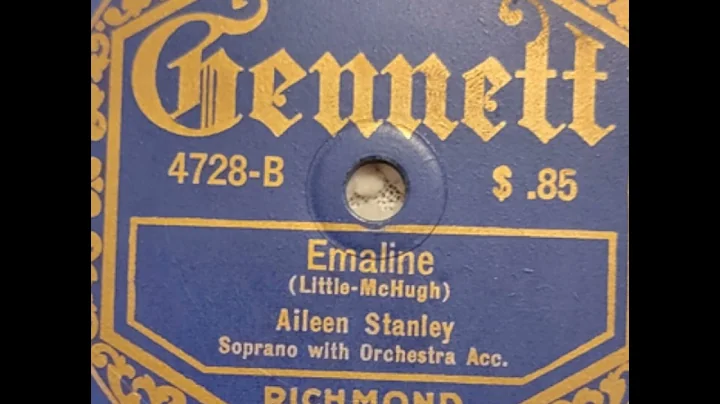 Gennett
4728-B $ .85
Emaline
(Little-McHugh)
Aileen Stanley
Soprano with Orchestra Acc.
RICHMOND